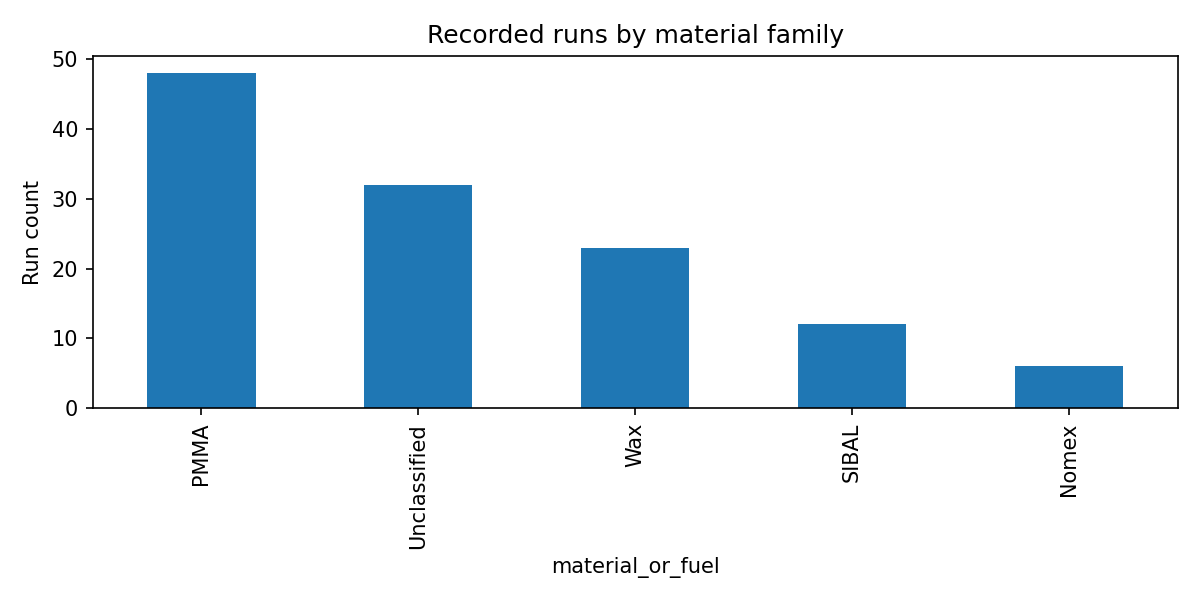 Recorded runs by material family
50
40
30
20
10
0
Run count
PMMA
Unclassified
Wax
SIBAL
Nomex
material_or_fuel